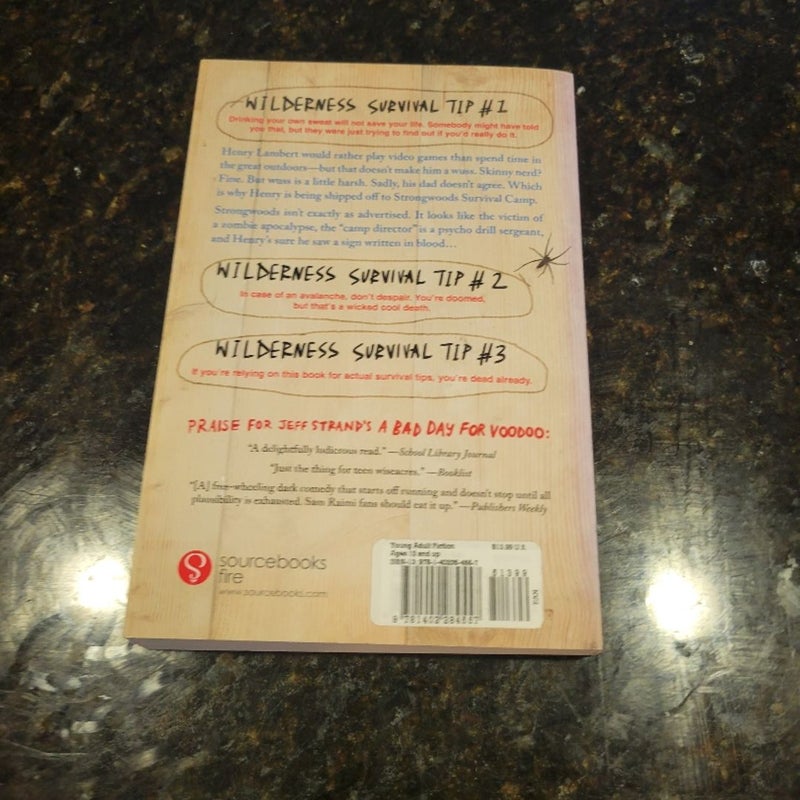 WILDERNESS SURVIVAL TIP #1
Drinking your own sweat will not save your life. Somebody might have told
you that, but they were just trying to find out if you'd really do it.
Henry Lambert would rather play video games than spend time in
the great outdoors—but that doesn't make him a wuss. Skinny nerd?
Fine. But wuss is a little harsh. Sadly, his dad doesn't agree. Which
is why Henry is being shipped off to Strongwoods Survival Camp.
Strongwoods isn't exactly as advertised. It looks like the victim of
a zombie apocalypse, the "camp director" is a psycho drill sergeant,
and Henry's sure he saw a sign written in blood...
WILDERNESS SURVIVAL TIP #2
In case of an avalanche, don't despair. You're doomed,
but that's a wicked cool death.
WILDERNESS SURVIVAL TIP #3
If you're relying on this book for actual survival tips, you're dead already.
PRAISE FOR JEFF STRAND'S A BAD DAY FOR VOODOO:
"A delightfully ludicrous read." —School Library Journal
"Just the thing for teen wiseacres." —Booklist
"[A] free-wheeling dark comedy that starts off running and doesn't stop until all
plausibility is exhausted. Sam Raimi fans should eat it up." —Publishers Weekly
sourcebooks
fire
www.sourcebooks.com
Young Adult Fiction
$13.99 U.S.
Ages 13 and up
51399
EAN
9 781402 284557